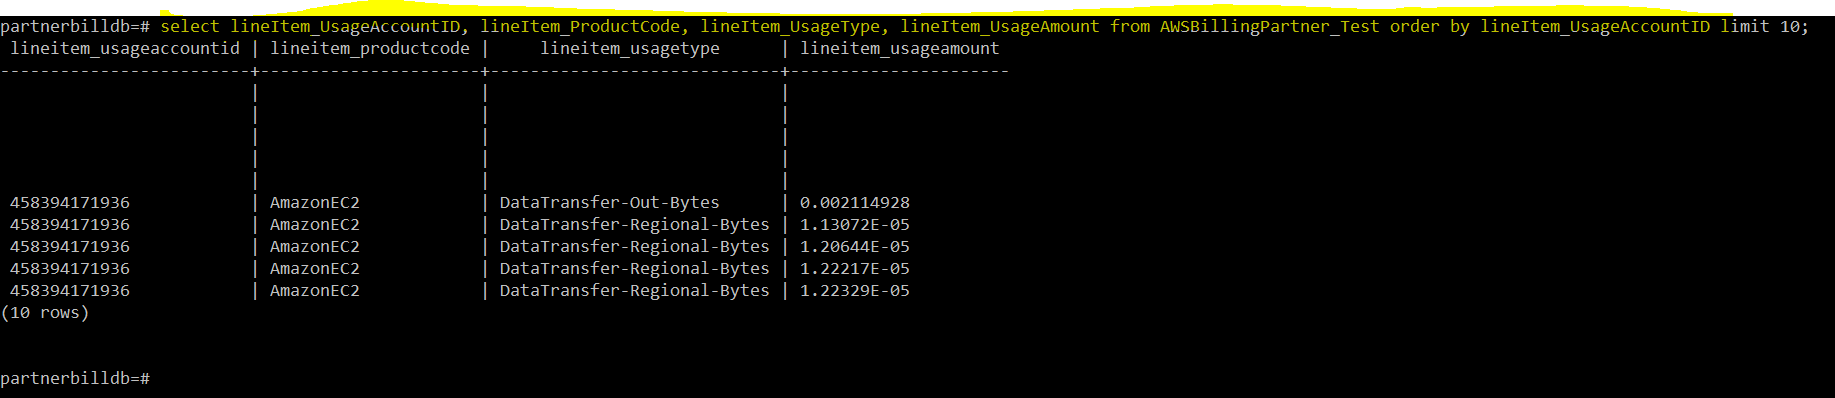 partnerbilldb=# select lineItem_UsageAccountID, lineItem_ProductCode, lineItem_UsageType, lineItem_UsageAmount from AWSBillingPartner_Test order by lineItem_UsageAccountID limit 10;
lineitem_usageaccountid | lineitem_productcode | lineitem_usagetype | lineitem_usageamount
-------------------------+----------------------+-----------------------------+----------------------
| | |
| | |
| | |
| | |
| | |
458394171936 | AmazonEC2 | DataTransfer-Out-Bytes | 0.002114928
458394171936 | AmazonEC2 | DataTransfer-Regional-Bytes | 1.13072E-05
458394171936 | AmazonEC2 | DataTransfer-Regional-Bytes | 1.20644E-05
458394171936 | AmazonEC2 | DataTransfer-Regional-Bytes | 1.22217E-05
458394171936 | AmazonEC2 | DataTransfer-Regional-Bytes | 1.22329E-05
(10 rows)
partnerbilldb=#